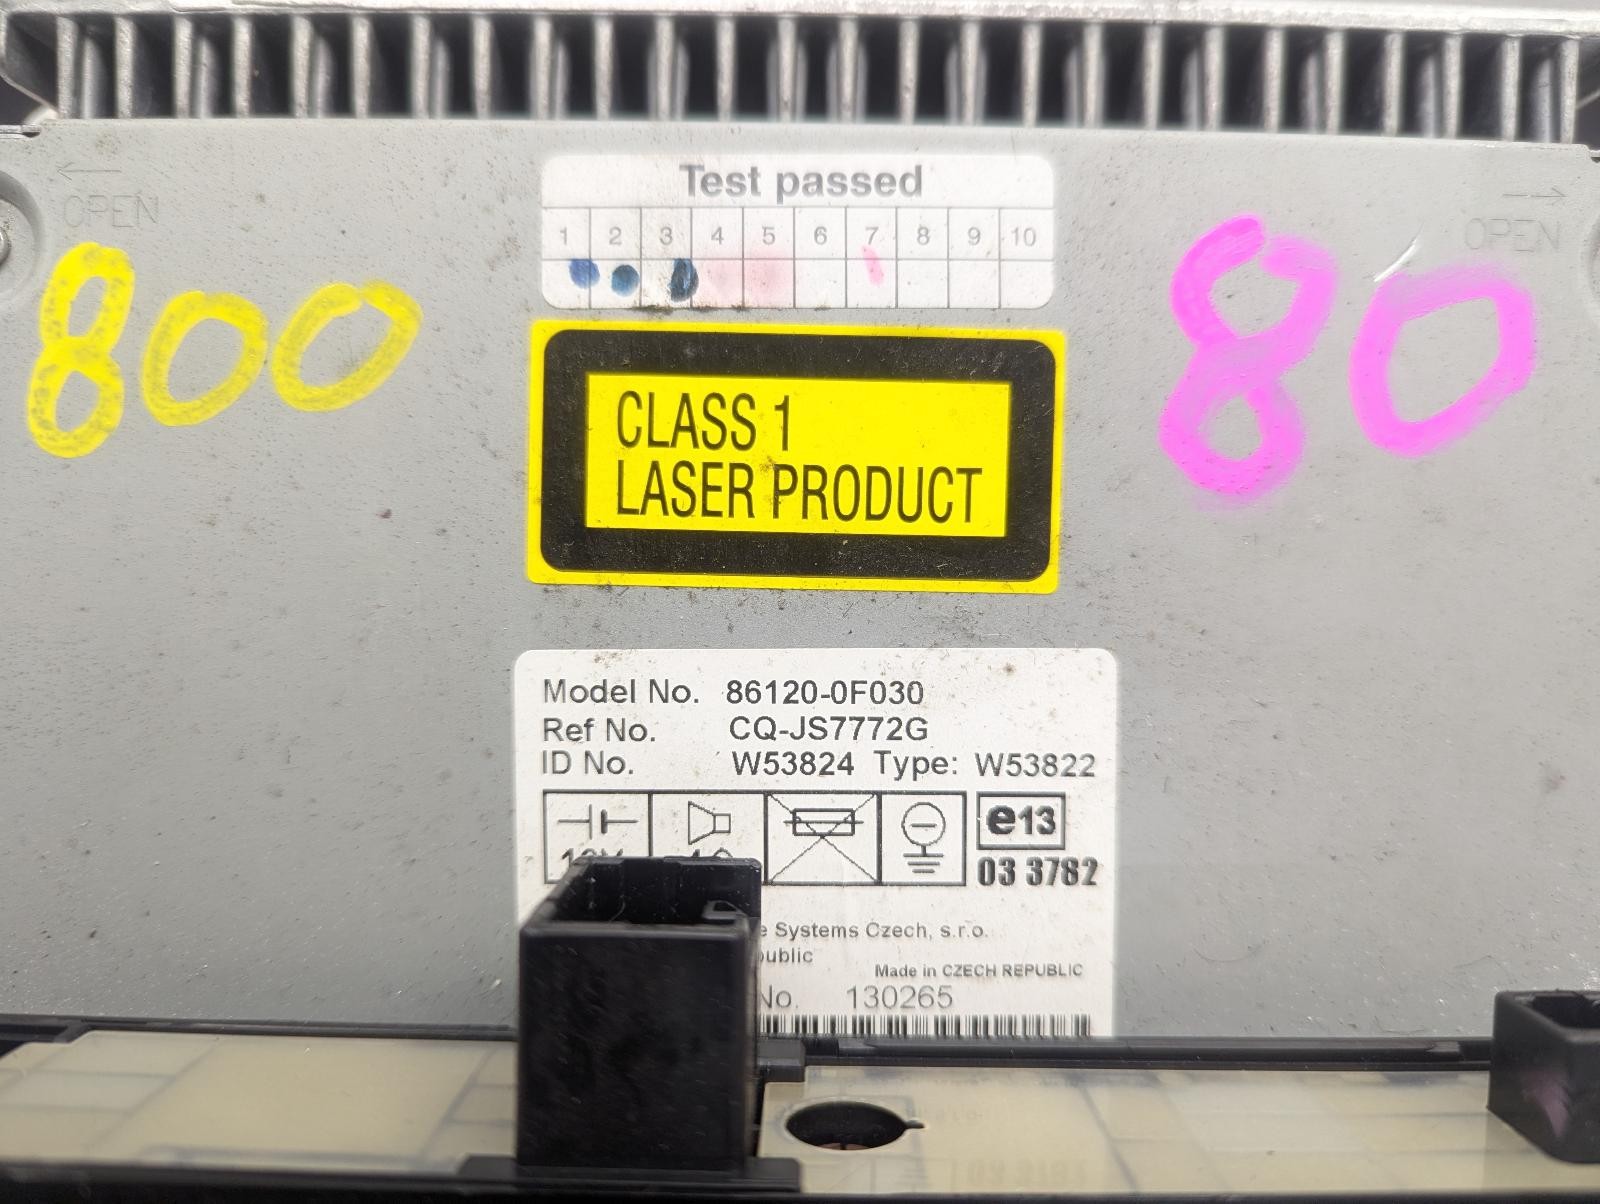 OPEN
OPEN
800
80
Test passed
1 2 3 4 5 6 7 8 9 10
CLASS 1
LASER PRODUCT
Model No. 86120-0F030
Ref No. CQ-JS7772G
ID No. W53824 Type: W53822
e13
03 3782
Systems Czech, s.r.o.
Made in CZECH REPUBLIC
No. 130265